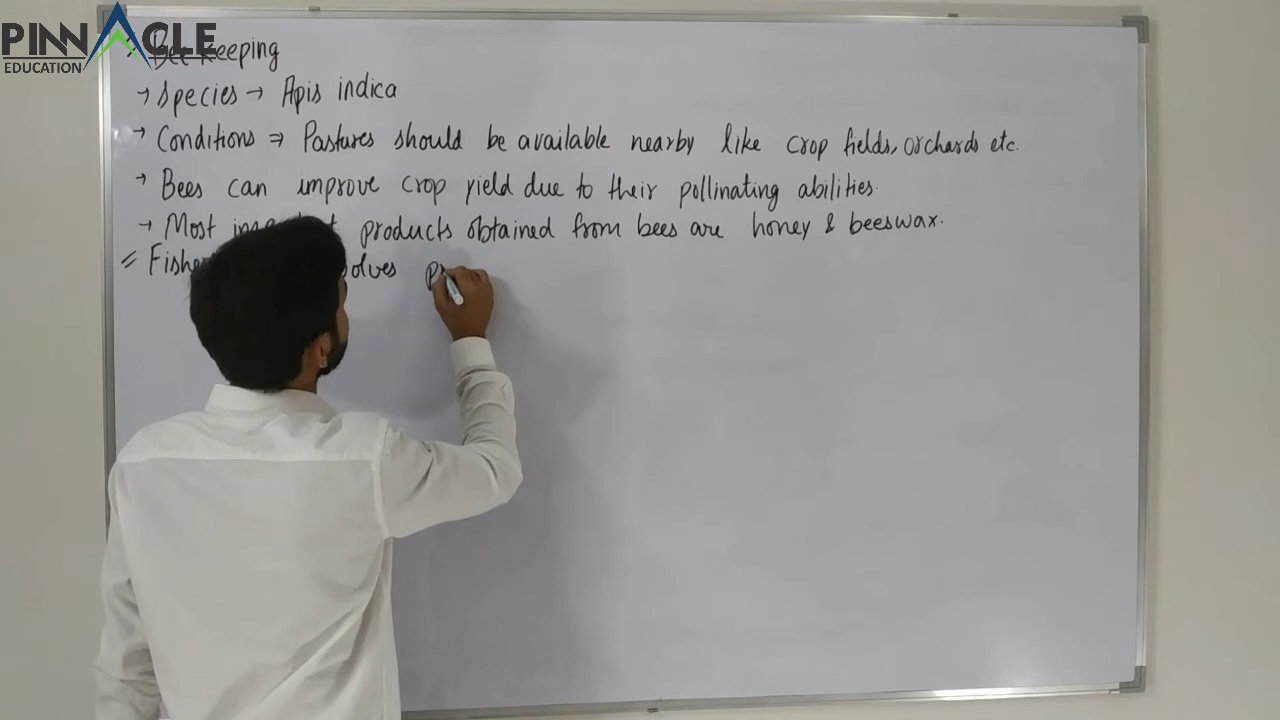 PINNACLE
EDUCATION
Bee Keeping
→ Species → Apis indica
→ Conditions ⇒ Pastures should be available nearby like crop fields, orchards etc.
→ Bees can improve crop yield due to their pollinating abilities.
→ Most products obtained from bees are honey & beeswax.